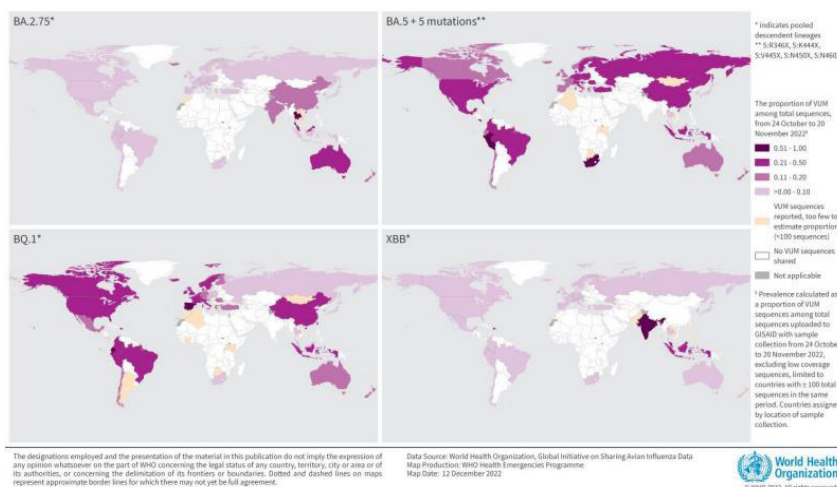 BA.2.75*
BA.5 + 5 mutations**
* indicates pooled
descendent lineages
** S:R346X, S:K444X,
S:V445X, S:N450X, S:N460
The proportion of VUM
among total sequences,
from 24 October to 20
November 2022§
0.51 - 1.00
0.21 - 0.50
0.11 - 0.20
>0.00 - 0.10
VUM sequences
reported, too few to
estimate proportion
(<100 sequences)
No VUM sequences
shared
Not applicable
BQ.1*
XBB*
§ Prevalence calculated as
a proportion of VUM
sequences among total
sequences uploaded to
GISAID with sample
collection from 24 October
to 20 November 2022,
excluding low coverage
sequences, limited to
countries with ≥ 100 total
sequences in the same
period. Countries assigne
by location of sample
collection.
The designations employed and the presentation of the material in this publication do not imply the expression of
any opinion whatsoever on the part of WHO concerning the legal status of any country, territory, city or area or of
its authorities, or concerning the delimitation of its frontiers or boundaries. Dotted and dashed lines on maps
represent approximate border lines for which there may not yet be full agreement.
Data Source: World Health Organization, Global Initiative on Sharing Avian Influenza Data
Map Production: WHO Health Emergencies Programme
Map Date: 12 December 2022
World Health
Organization